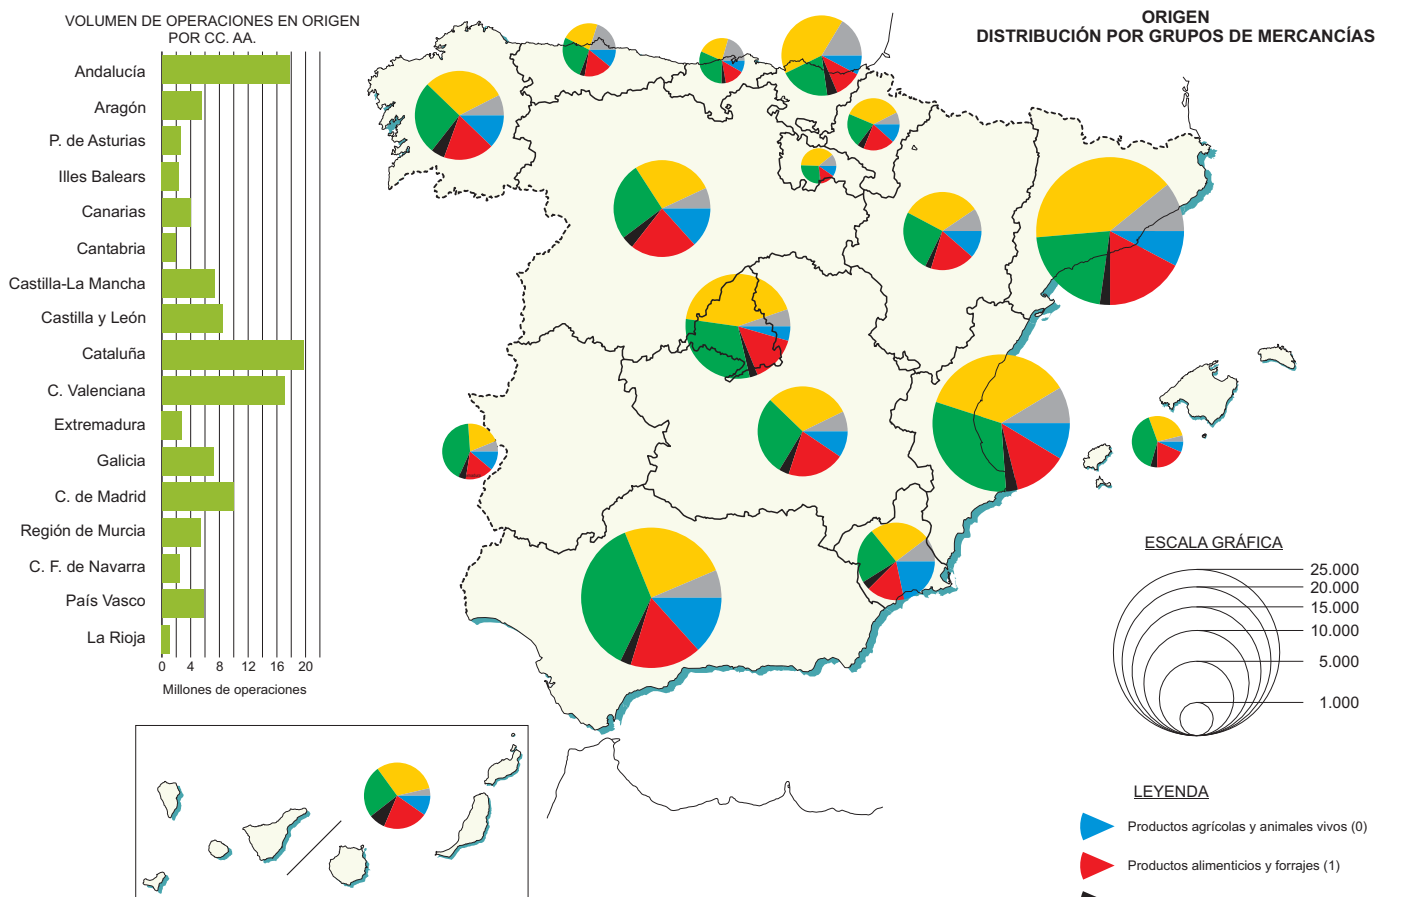 VOLUMEN DE OPERACIONES EN ORIGEN
POR CC. AA.
Andalucía
Aragón
P. de Asturias
Illes Balears
Canarias
Cantabria
Castilla-La Mancha
Castilla y León
Cataluña
C. Valenciana
Extremadura
Galicia
C. de Madrid
Región de Murcia
C. F. de Navarra
País Vasco
La Rioja
0 4 8 12 16 20
Millones de operaciones
ORIGEN
DISTRIBUCIÓN POR GRUPOS DE MERCANCÍAS
ESCALA GRÁFICA
25.000
20.000
15.000
10.000
5.000
1.000
LEYENDA
Productos agrícolas y animales vivos (0)
Productos alimenticios y forrajes (1)